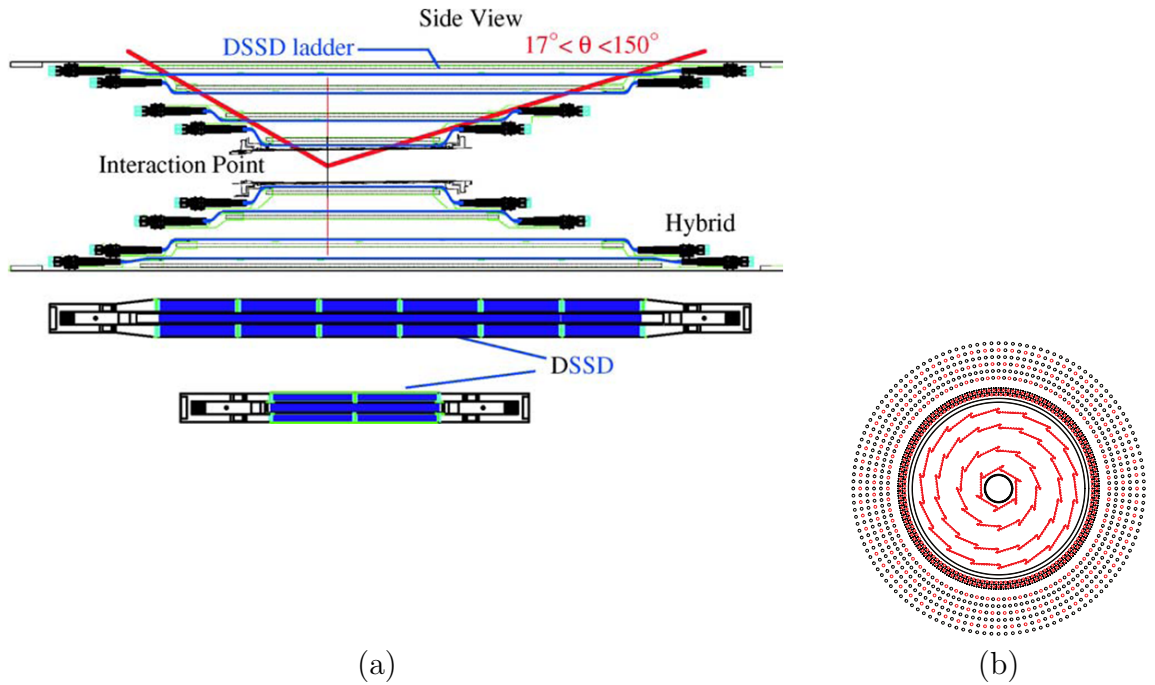 Side View
DSSD ladder
17°< θ <150°
Interaction Point
Hybrid
DSSD
(a)
(b)